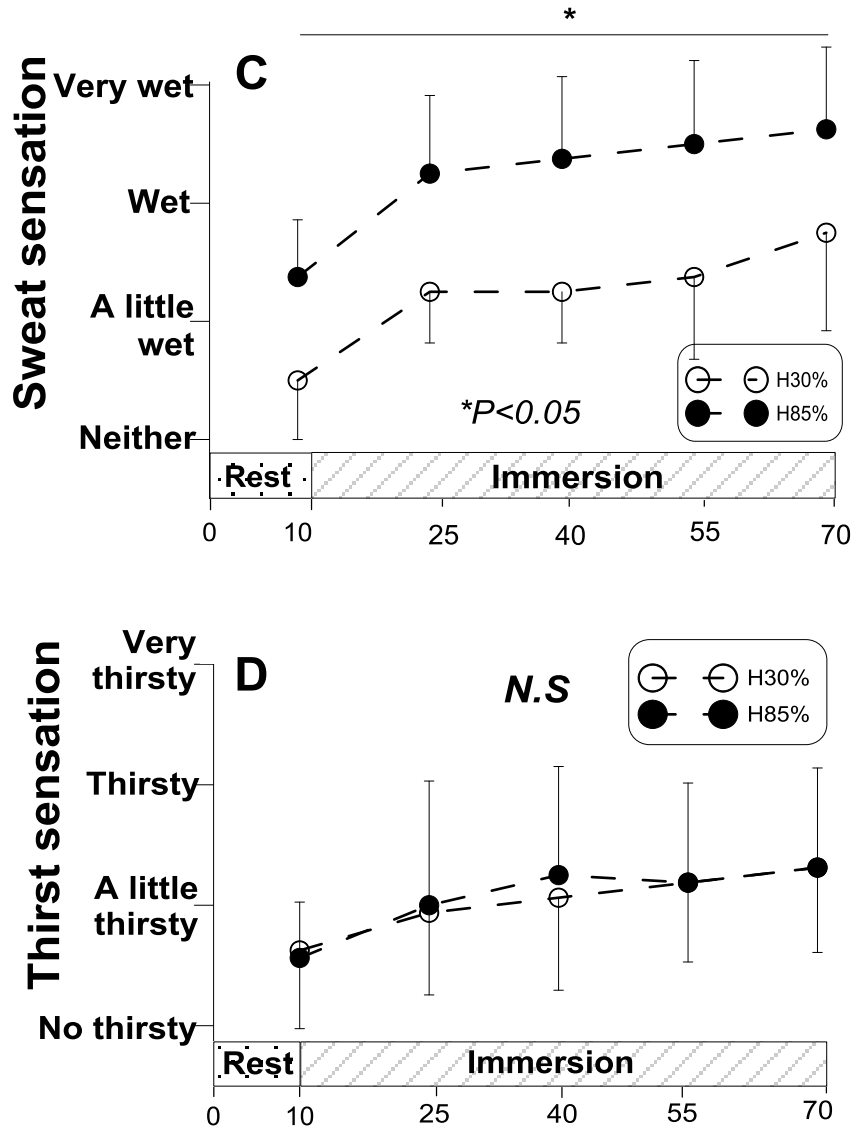 *
C
Sweat sensation
Very wet
Wet
A little
wet
Neither
H30%
H85%
*P<0.05
Rest
Immersion
0 10 25 40 55 70
D
Thirst sensation
Very
thirsty
Thirsty
A little
thirsty
No thirsty
N.S
H30%
H85%
Rest
Immersion
0 10 25 40 55 70